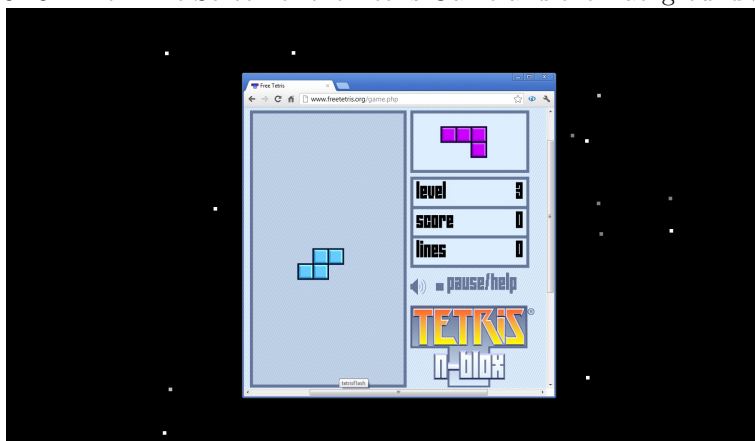 Free Tetris
www.freetetris.org/game.php
level 3
score 0
lines 0
pause/help
TETRIS®
n-blox
tetrisFlash